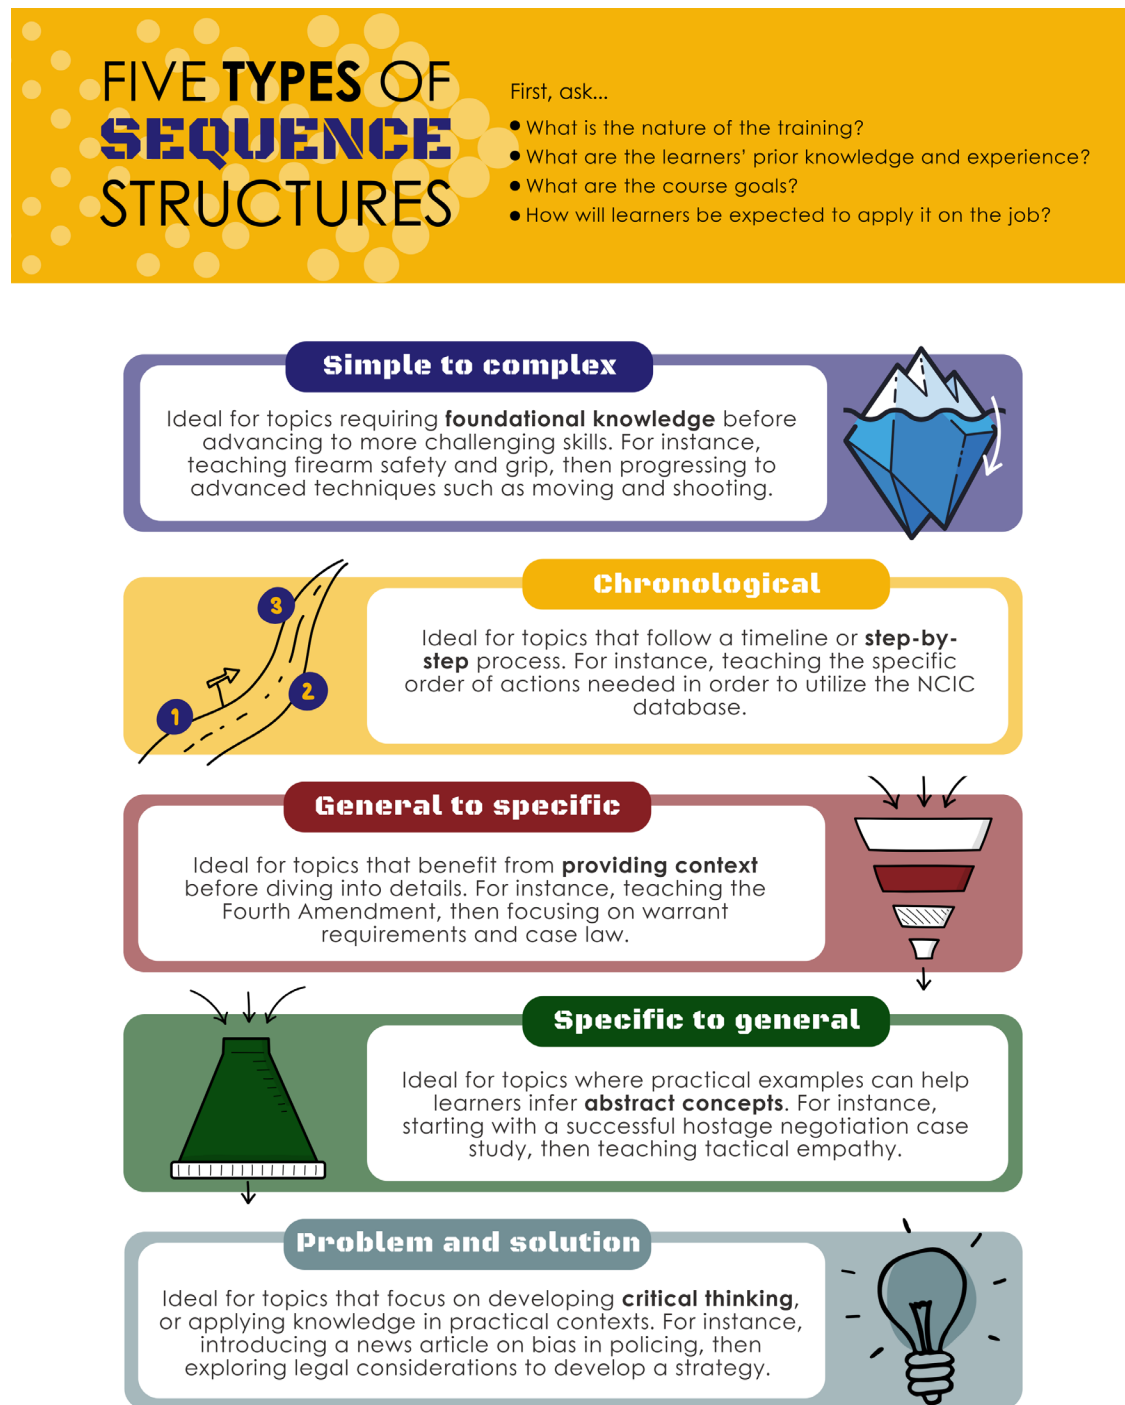 FIVE TYPES OF
SEQUENCE
STRUCTURES
First, ask...
• What is the nature of the training?
• What are the learners' prior knowledge and experience?
• What are the course goals?
• How will learners be expected to apply it on the job?
Simple to complex
Ideal for topics requiring foundational knowledge before
advancing to more challenging skills. For instance,
teaching firearm safety and grip, then progressing to
advanced techniques such as moving and shooting.
Chronological
3
2
1
Ideal for topics that follow a timeline or step-by-
step process. For instance, teaching the specific
order of actions needed in order to utilize the NCIC
database.
General to specific
Ideal for topics that benefit from providing context
before diving into details. For instance, teaching the
Fourth Amendment, then focusing on warrant
requirements and case law.
Specific to general
Ideal for topics where practical examples can help
learners infer abstract concepts. For instance,
starting with a successful hostage negotiation case
study, then teaching tactical empathy.
Problem and solution
Ideal for topics that focus on developing critical thinking,
or applying knowledge in practical contexts. For instance,
introducing a news article on bias in policing, then
exploring legal considerations to develop a strategy.